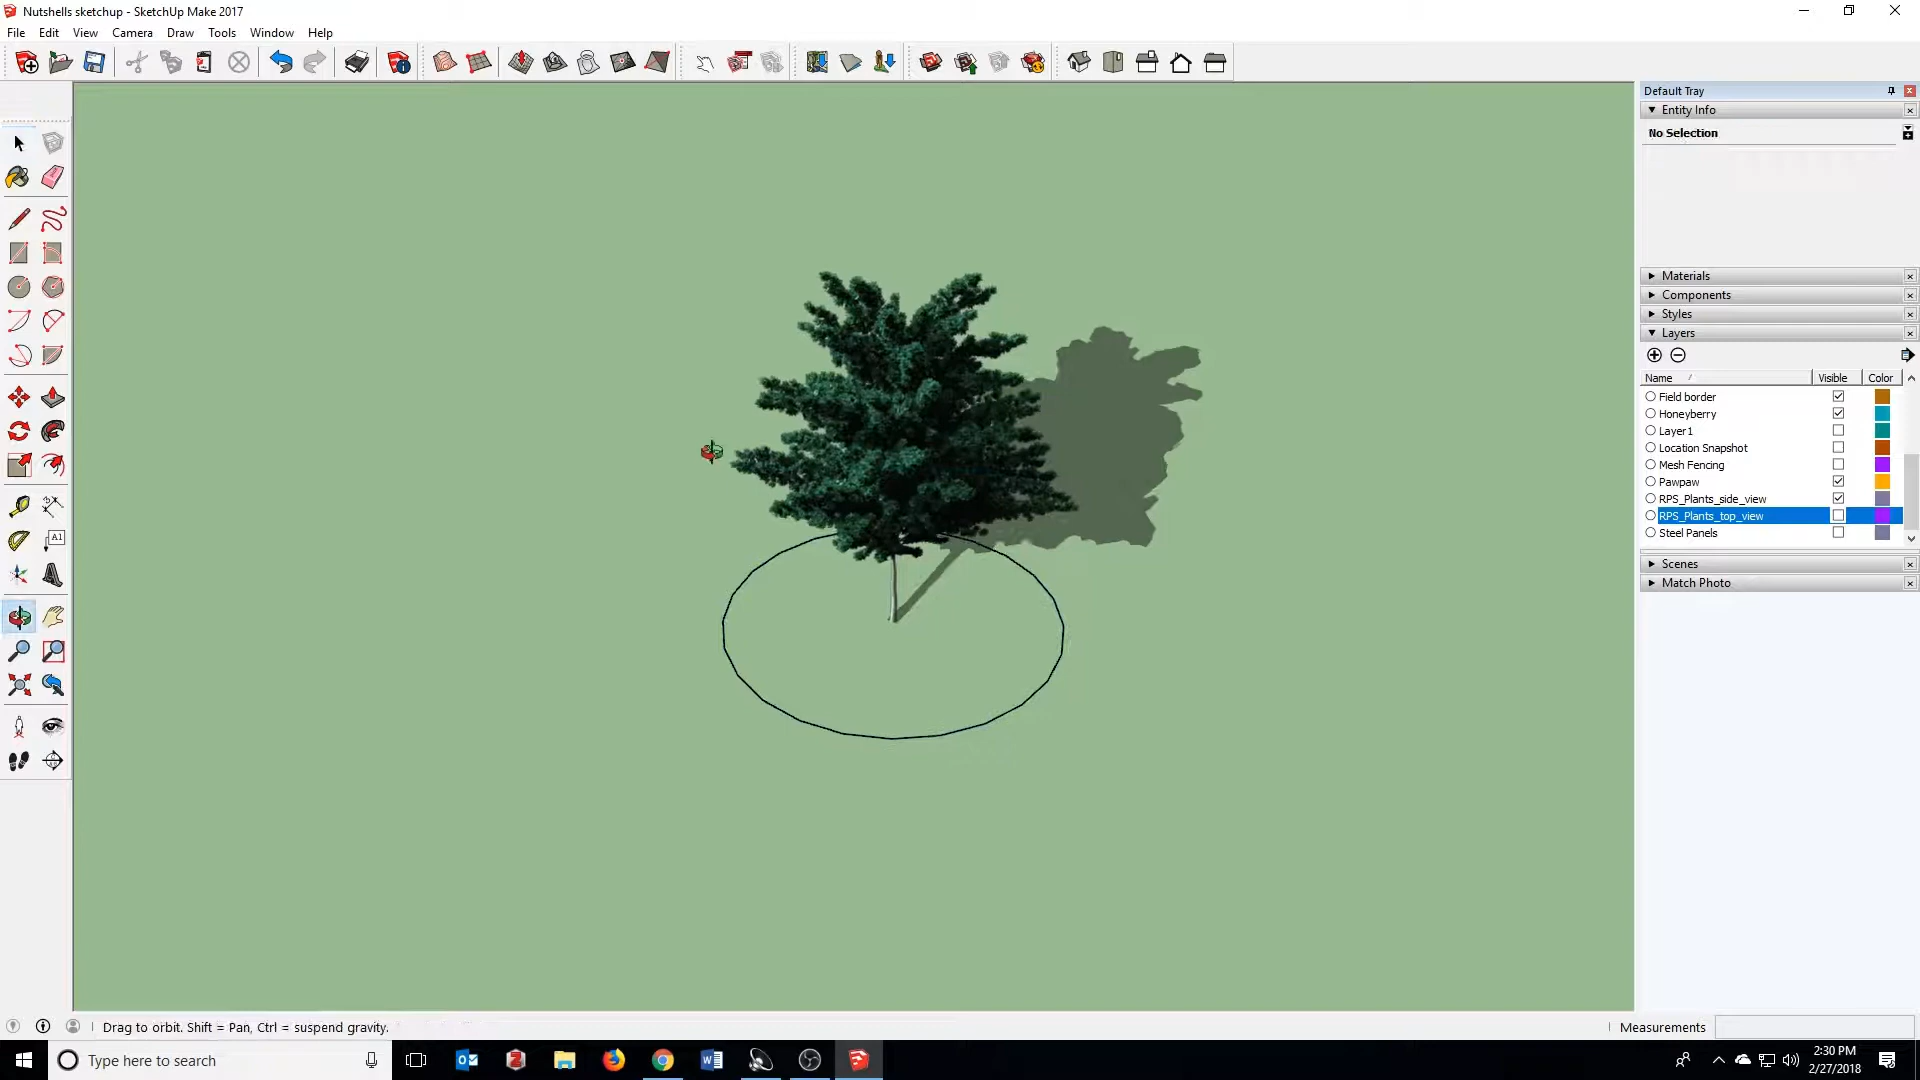 Nutshells sketchup - SketchUp Make 2017
File Edit View Camera Draw Tools Window Help
Default Tray
Entity Info
No Selection
Materials
Components
Styles
Layers
Name Visible Color
Field border
Honeyberry
Layer1
Location Snapshot
Mesh Fencing
Pawpaw
RPS_Plants_side_view
RPS_Plants_top_view
Steel Panels
Scenes
Match Photo
A1
Drag to orbit. Shift = Pan, Ctrl = suspend gravity.
Measurements
Type here to search
2:30 PM
2/27/2018